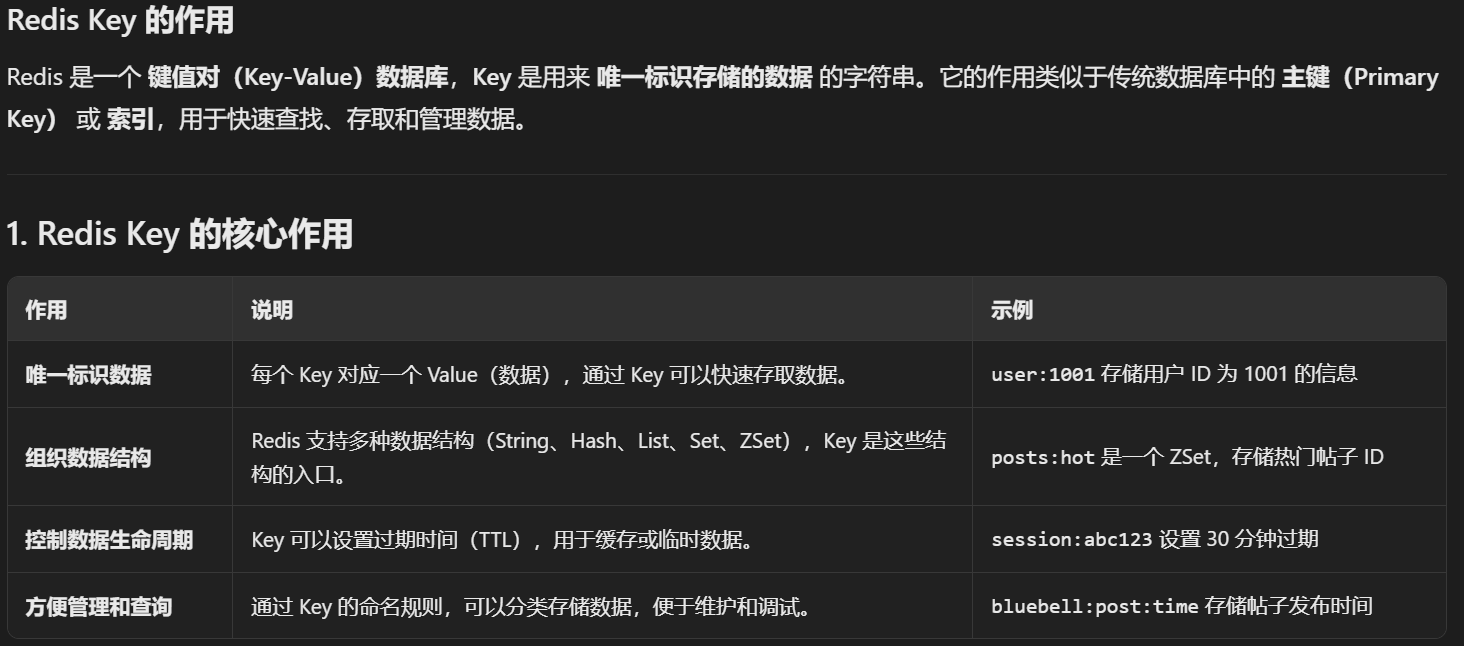 Redis Key 的作用
Redis 是一个 键值对（Key-Value）数据库，Key 是用来 唯一标识存储的数据 的字符串。它的作用类似于传统数据库中的 主键（Primary
Key） 或 索引，用于快速查找、存取和管理数据。
1. Redis Key 的核心作用
作用 说明 示例
唯一标识数据 每个 Key 对应一个 Value（数据），通过 Key 可以快速存取数据。 user:1001 存储用户 ID 为 1001 的信息
组织数据结构 Redis 支持多种数据结构（String、Hash、List、Set、ZSet），Key 是这些结
构的入口。 posts:hot 是一个 ZSet，存储热门帖子 ID
控制数据生命周期 Key 可以设置过期时间（TTL），用于缓存或临时数据。 session:abc123 设置 30 分钟过期
方便管理和查询 通过 Key 的命名规则，可以分类存储数据，便于维护和调试。 bluebell:post:time 存储帖子发布时间